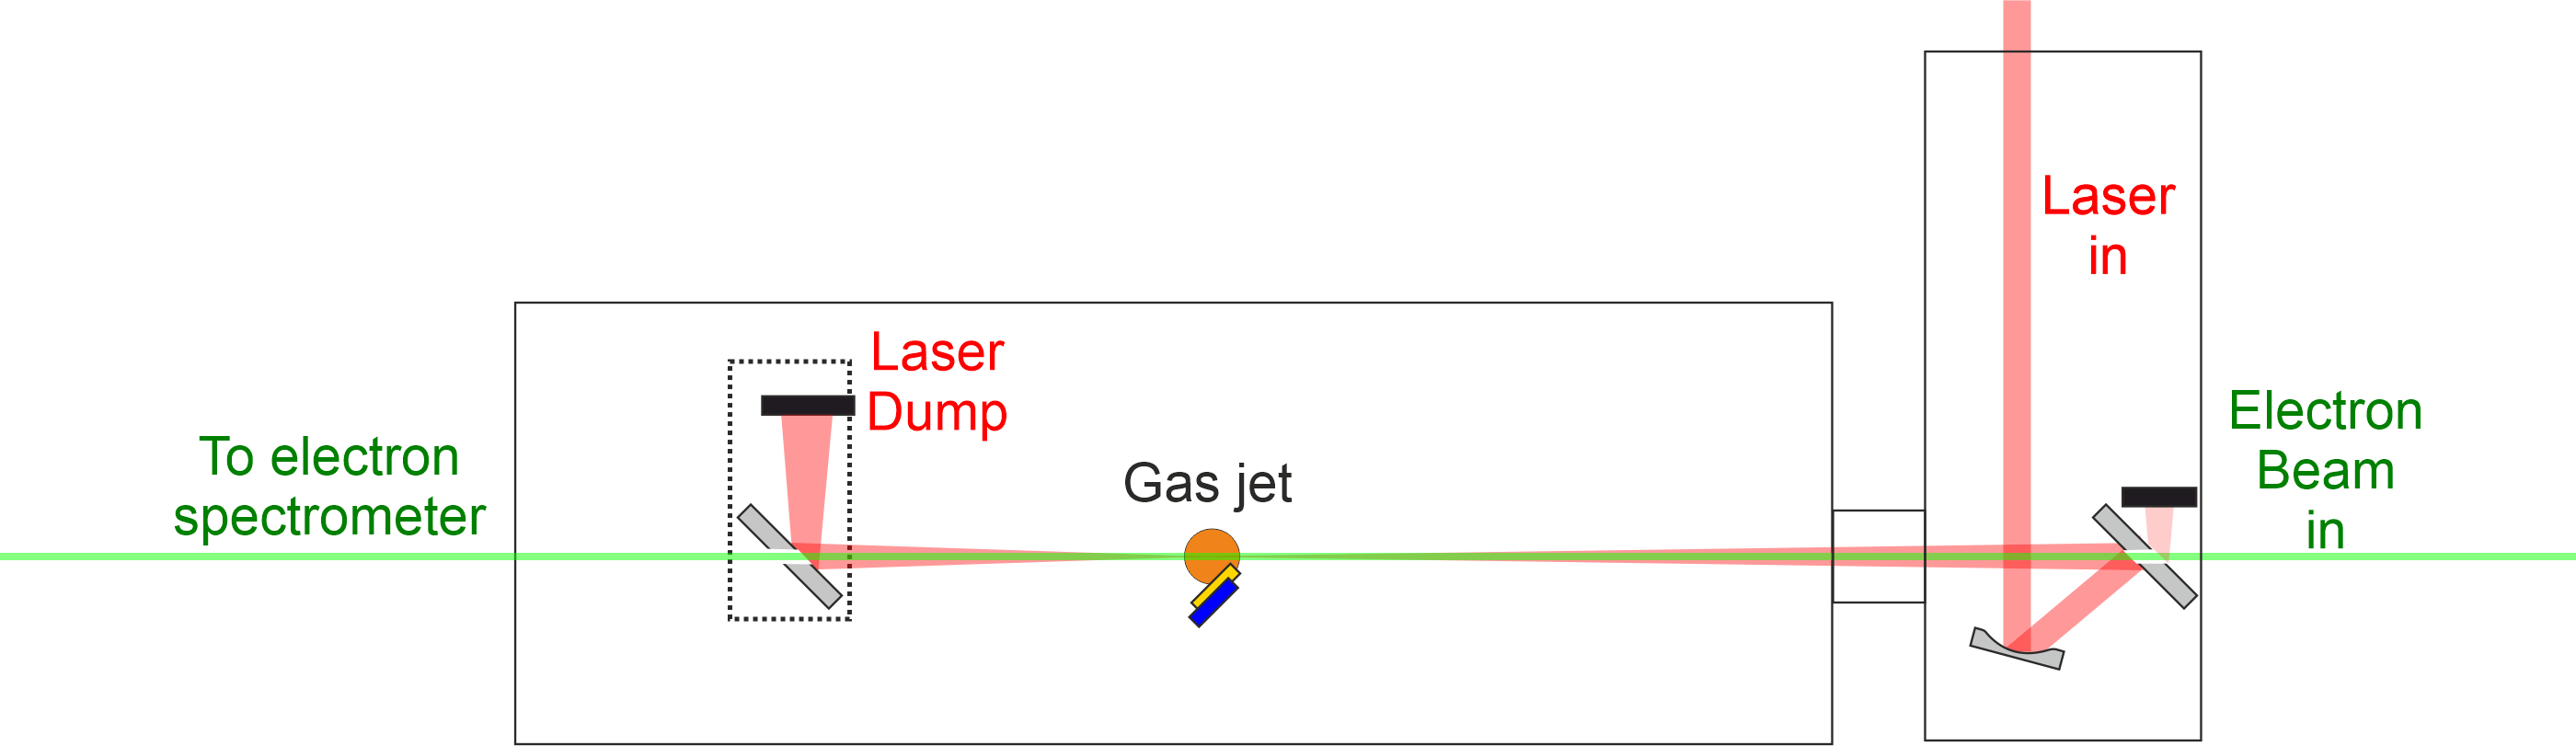 Laser
in
Laser
Dump
Electron
Beam
in
To electron
spectrometer
Gas jet